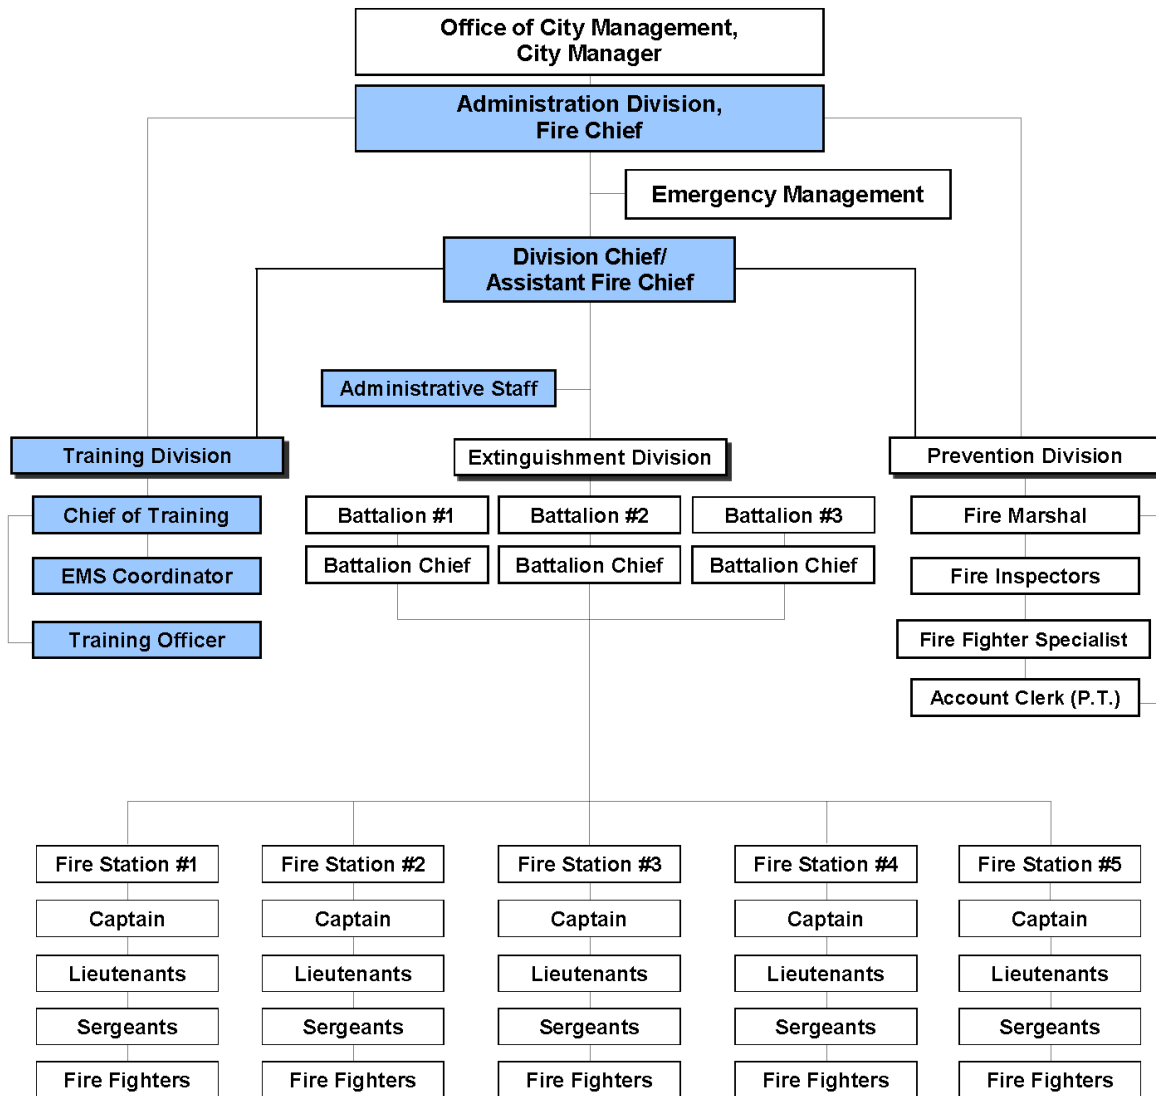 Office of City Management,
City Manager
Administration Division,
Fire Chief
Emergency Management
Division Chief/
Assistant Fire Chief
Administrative Staff
Training Division
Extinguishment Division
Prevention Division
Chief of Training
Battalion #1
Battalion #2
Battalion #3
Fire Marshal
EMS Coordinator
Battalion Chief
Battalion Chief
Battalion Chief
Fire Inspectors
Training Officer
Fire Fighter Specialist
Account Clerk (P.T.)
Fire Station #1
Fire Station #2
Fire Station #3
Fire Station #4
Fire Station #5
Captain
Captain
Captain
Captain
Captain
Lieutenants
Lieutenants
Lieutenants
Lieutenants
Lieutenants
Sergeants
Sergeants
Sergeants
Sergeants
Sergeants
Fire Fighters
Fire Fighters
Fire Fighters
Fire Fighters
Fire Fighters